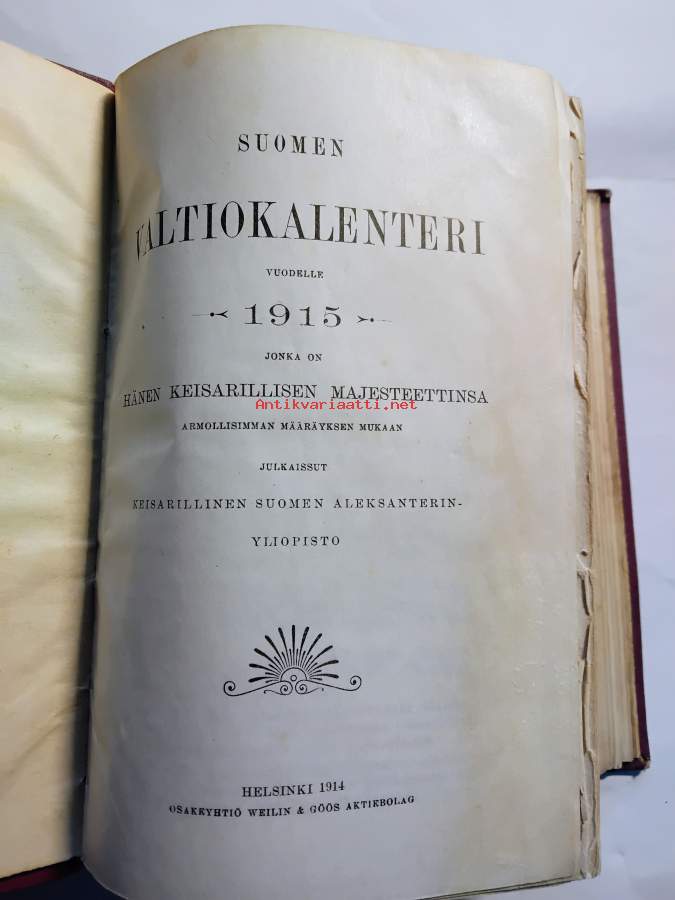 SUOMEN
VALTIOKALENTERI
VUODELLE
1915
JONKA ON
HÄNEN KEISARILLISEN MAJESTEETTINSA
Antikvariaatti.net
ARMOLLISIMMAN MÄÄRÄYKSEN MUKAAN
JULKAISSUT
KEISARILLINEN SUOMEN ALEKSANTERIN-
YLIOPISTO
HELSINKI 1914
OSAKEYHTIÖ WEILIN & GÖÖS AKTIEBOLAG